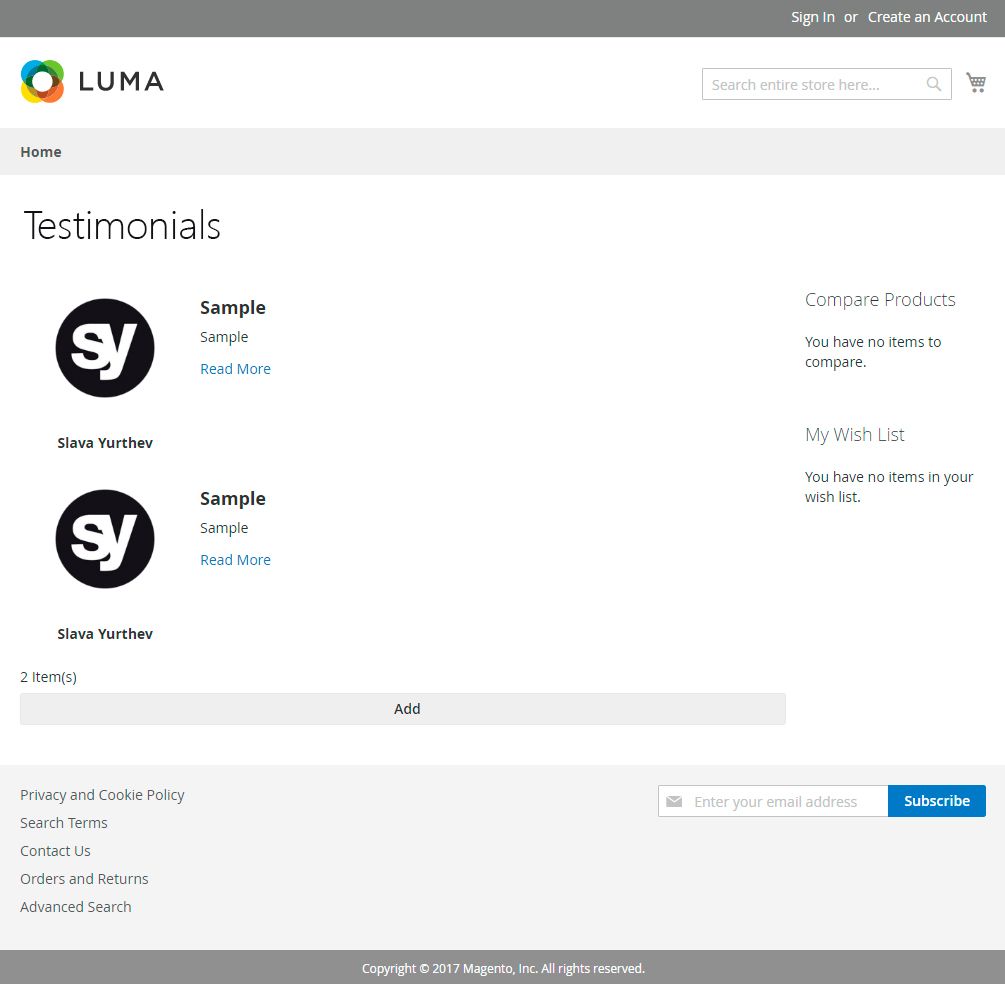 Sign In or Create an Account
LUMA
Search entire store here...
Home
Testimonials
sy
Sample
Sample
Read More
Slava Yurthev
sy
Sample
Sample
Read More
Slava Yurthev
2 Item(s)
Add
Compare Products
You have no items to
compare.
My Wish List
You have no items in your
wish list.
Privacy and Cookie Policy
Search Terms
Contact Us
Orders and Returns
Advanced Search
Enter your email address
Subscribe
Copyright © 2017 Magento, Inc. All rights reserved.